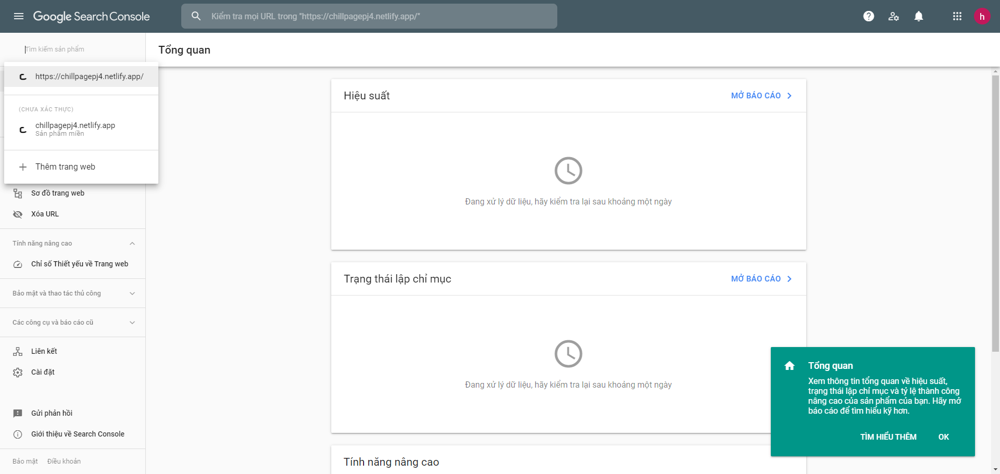 Google Search Console
Kiểm tra mọi URL trong "https://chillpagepj4.netlify.app/"
h
Tìm kiếm sản phẩm
Tổng quan
https://chillpagepj4.netlify.app/
(CHƯA XÁC THỰC)
chillpagepj4.netlify.app
Sản phẩm miền
Thêm trang web
Sơ đồ trang web
Xóa URL
Tính năng nâng cao
Chỉ số Thiết yếu về Trang web
Bảo mật và thao tác thủ công
Các công cụ và báo cáo cũ
Liên kết
Cài đặt
Gửi phản hồi
Giới thiệu về Search Console
Bảo mật Điều khoản
Hiệu suất
MỞ BÁO CÁO
Đang xử lý dữ liệu, hãy kiểm tra lại sau khoảng một ngày
Trạng thái lập chỉ mục
MỞ BÁO CÁO
Đang xử lý dữ liệu, hãy kiểm tra lại sau khoảng một ngày
Tính năng nâng cao
Tổng quan
Xem thông tin tổng quan về hiệu suất,
trạng thái lập chỉ mục và tỷ lệ thành công
nâng cao của sản phẩm của bạn. Hãy mở
báo cáo để tìm hiểu kỹ hơn.
TÌM HIỂU THÊM OK